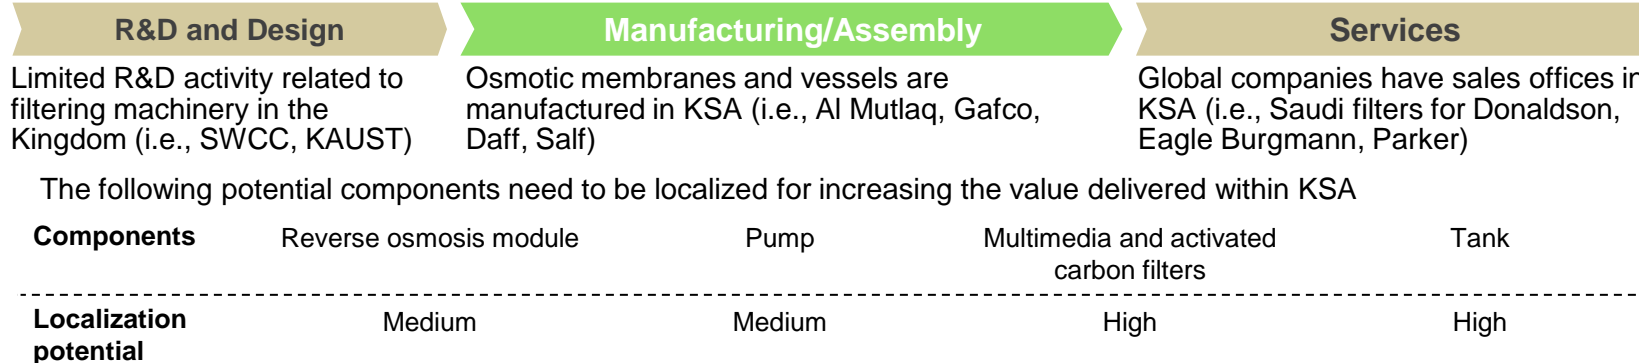 R&D and Design
Manufacturing/Assembly
Services
Limited R&D activity related to
filtering machinery in the
Kingdom (i.e., SWCC, KAUST)
Osmotic membranes and vessels are
manufactured in KSA (i.e., Al Mutlaq, Gafco,
Daff, Salf)
Global companies have sales offices in
KSA (i.e., Saudi filters for Donaldson,
Eagle Burgmann, Parker)
The following potential components need to be localized for increasing the value delivered within KSA
Components
Reverse osmosis module
Pump
Multimedia and activated
carbon filters
Tank
Localization
potential
Medium
Medium
High
High